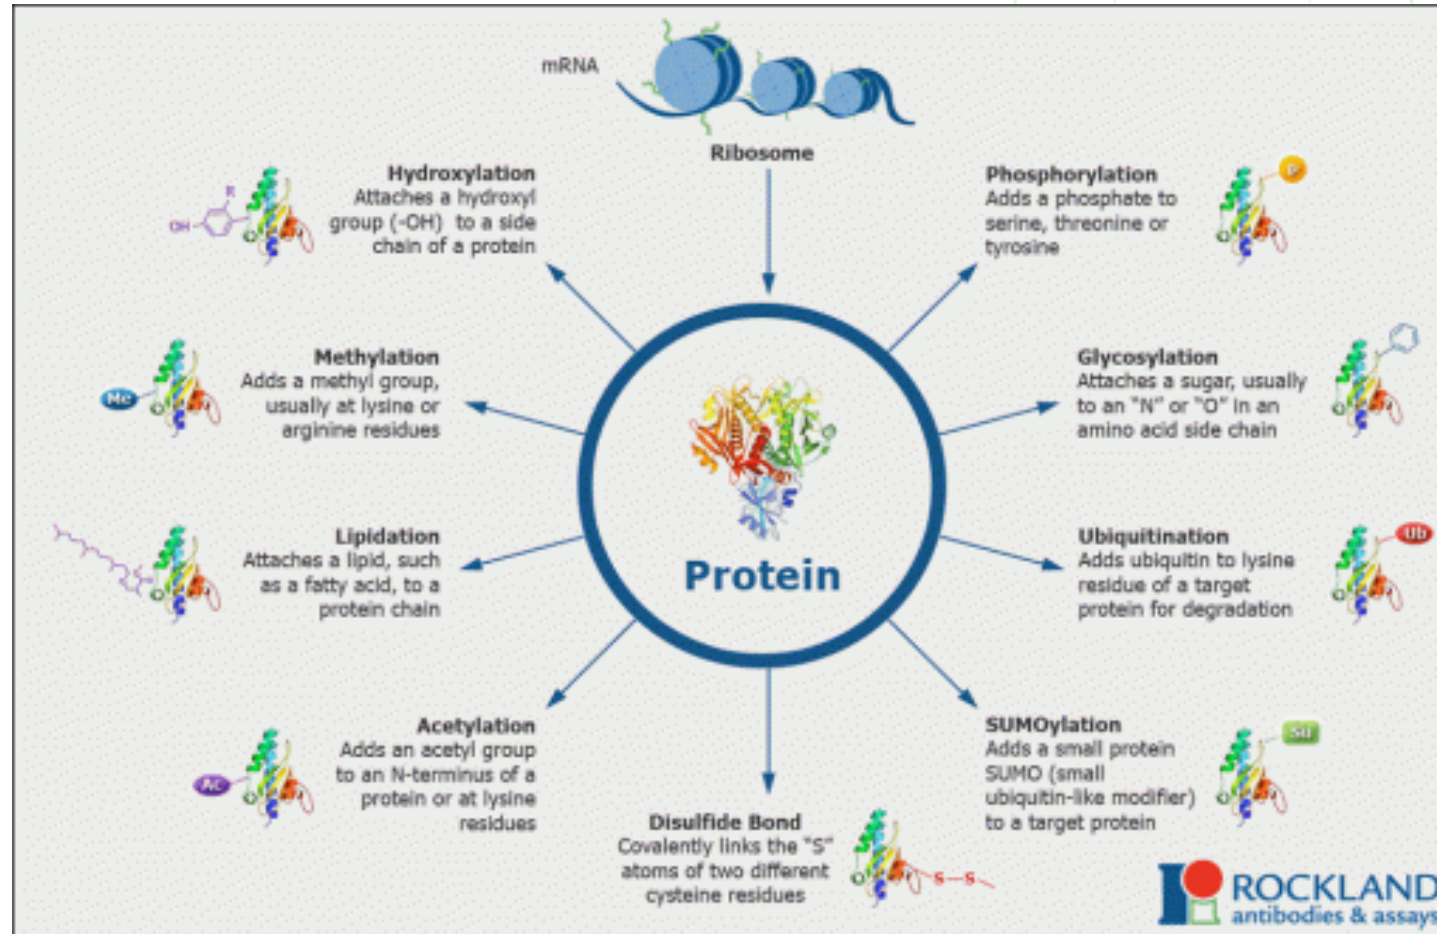 mRNA
Ribosome
Hydroxylation
Attaches a hydroxyl
group (-OH) to a side
chain of a protein
R
OH
Phosphorylation
Adds a phosphate to
serine, threonine or
tyrosine
P
Methylation
Adds a methyl group,
usually at lysine or
arginine residues
Me
Glycosylation
Attaches a sugar, usually
to an "N" or "O" in an
amino acid side chain
Lipidation
Attaches a lipid, such
as a fatty acid, to a
protein chain
Protein
Ubiquitination
Adds ubiquitin to lysine
residue of a target
protein for degradation
Ub
Acetylation
Adds an acetyl group
to an N-terminus of a
protein or at lysine
residues
Ac
Disulfide Bond
Covalently links the "S"
atoms of two different
cysteine residues
S—S
SUMOylation
Adds a small protein
SUMO (small
ubiquitin-like modifier)
to a target protein
SU
ROCKLAND
antibodies & assays